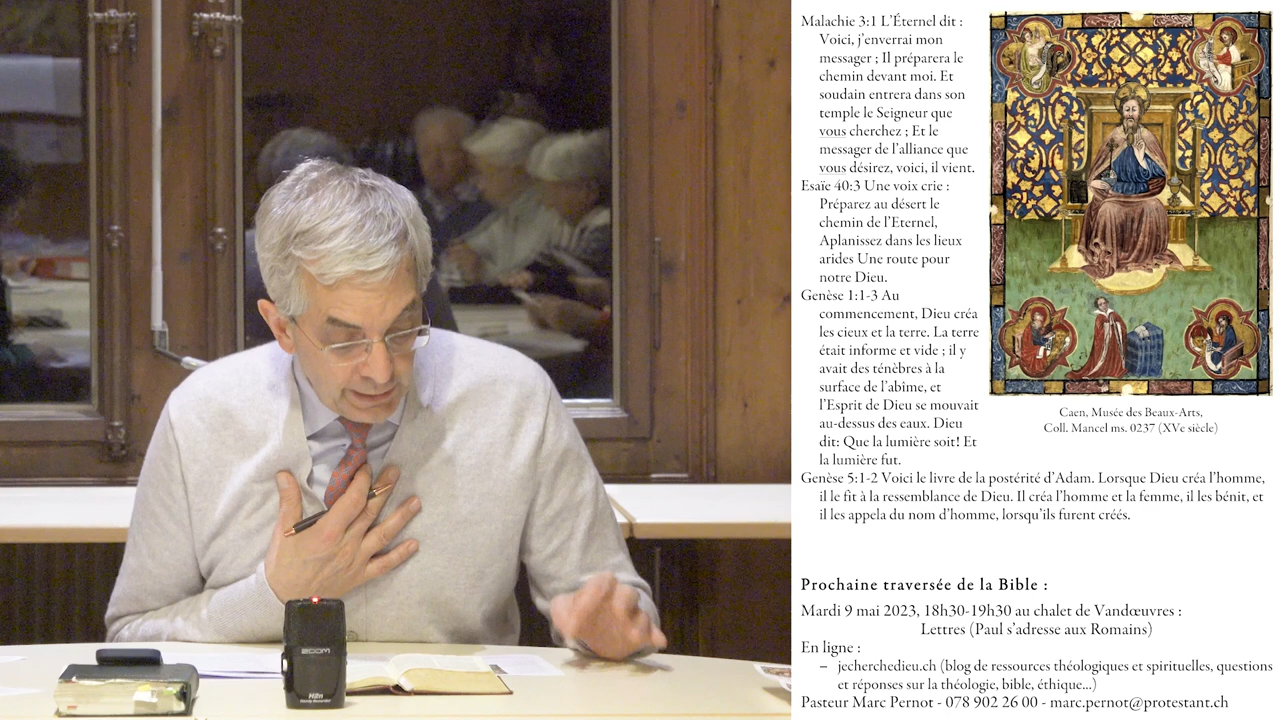 Malachie 3:1 L'Éternel dit :
Voici, j'enverrai mon
messager ; Il préparera le
chemin devant moi. Et
soudain entrera dans son
temple le Seigneur que
vous cherchez ; Et le
messager de l'alliance que
vous désirez, voici, il vient.
Esaïe 40:3 Une voix crie :
Préparez au désert le
chemin de l'Eternel,
Aplanissez dans les lieux
arides Une route pour
notre Dieu.
Genèse 1:1-3 Au
commencement, Dieu créa
les cieux et la terre. La terre
était informe et vide ; il y
avait des ténèbres à la
surface de l'abîme, et
l'Esprit de Dieu se mouvait
au-dessus des eaux. Dieu
dit: Que la lumière soit! Et
la lumière fut.
Caen, Musée des Beaux-Arts,
Coll. Mancel ms. 0237 (XVe siècle)
Genèse 5:1-2 Voici le livre de la postérité d'Adam. Lorsque Dieu créa l'homme,
il le fit à la ressemblance de Dieu. Il créa l'homme et la femme, il les bénit, et
il les appela du nom d'homme, lorsqu'ils furent créés.
Prochaine traversée de la Bible :
Mardi 9 mai 2023, 18h30-19h30 au chalet de Vandœuvres :
Lettres (Paul s'adresse aux Romains)
En ligne :
– jecherchedieu.ch (blog de ressources théologiques et spirituelles, questions
et réponses sur la théologie, bible, éthique...)
Pasteur Marc Pernot - 078 902 26 00 - marc.pernot@protestant.ch
ZOOM
H2n